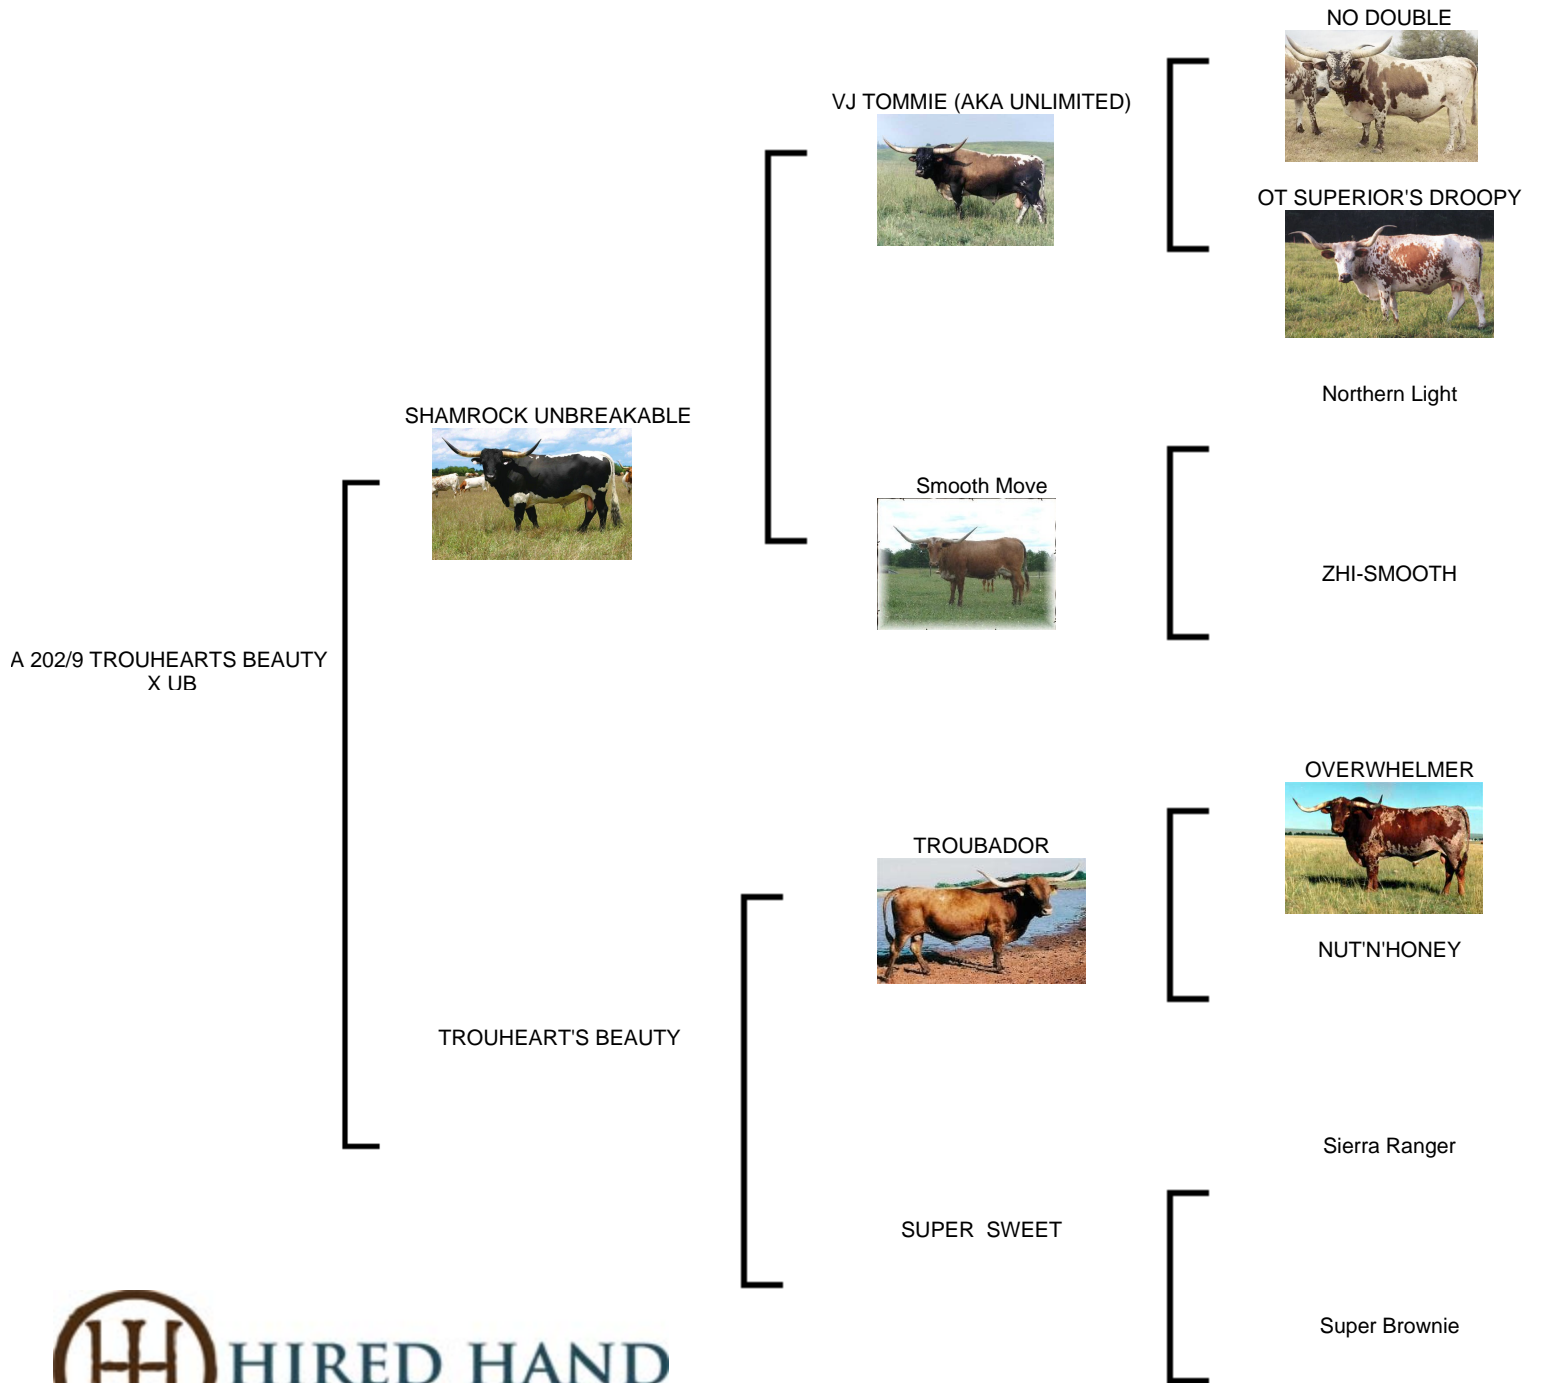 NO DOUBLE
VJ TOMMIE (AKA UNLIMITED)
OT SUPERIOR'S DROOPY
Northern Light
SHAMROCK UNBREAKABLE
Smooth Move
ZHI-SMOOTH
A 202/9 TROUHEARTS BEAUTY
X UB
OVERWHELMER
TROUBADOR
NUT'N'HONEY
TROUHEART'S BEAUTY
Sierra Ranger
SUPER  SWEET
Super Brownie
HIRED HAND